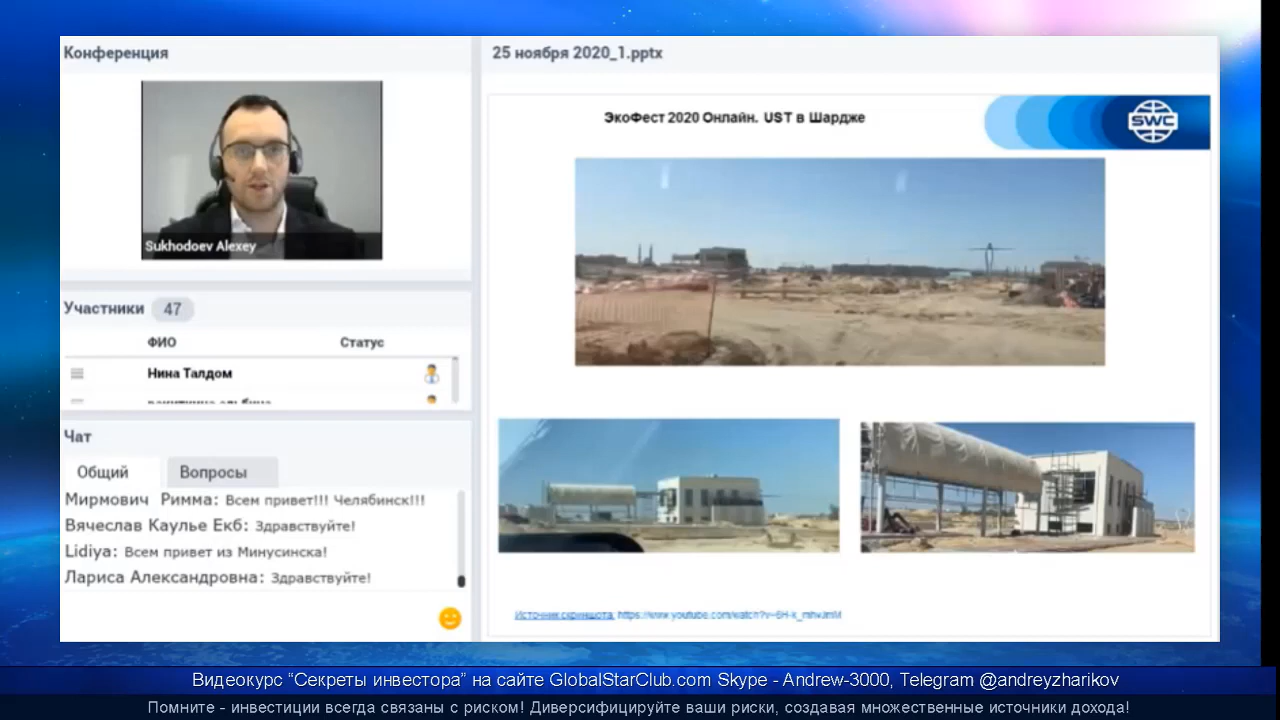 Конференция
Sukhodoev Alexey
Участники 47
ФИО Статус
Нина Талдом
Чат
Общий Вопросы
Мирмович Римма: Всем привет!!! Челябинск!!!
Вячеслав Каулье Екб: Здравствуйте!
Lidiya: Всем привет из Минусинска!
Лариса Александровна: Здравствуйте!
25 ноября 2020_1.pptx
ЭкоФест 2020 Онлайн. UST в Шардже
SWC
Источник скриншота:
Видеокурс “Секреты инвестора” на сайте GlobalStarClub.com Skype - Andrew-3000, Telegram @andreyzharikov
Помните - инвестиции всегда связаны с риском! Диверсифицируйте ваши риски, создавая множественные источники дохода!